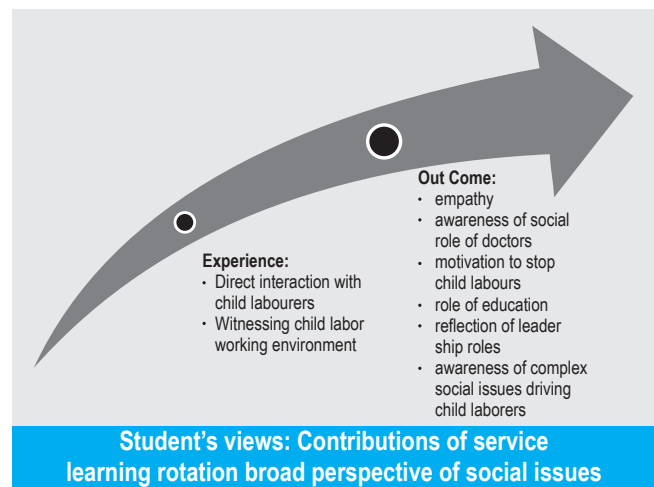 Experience:
• Direct interaction with
child labourers
• Witnessing child labor
working environment
Out Come:
• empathy
• awareness of social
role of doctors
• motivation to stop
child labours
• role of education
• reflection of leader
ship roles
• awareness of complex
social issues driving
child laborers
Student's views: Contributions of service
learning rotation broad perspective of social issues